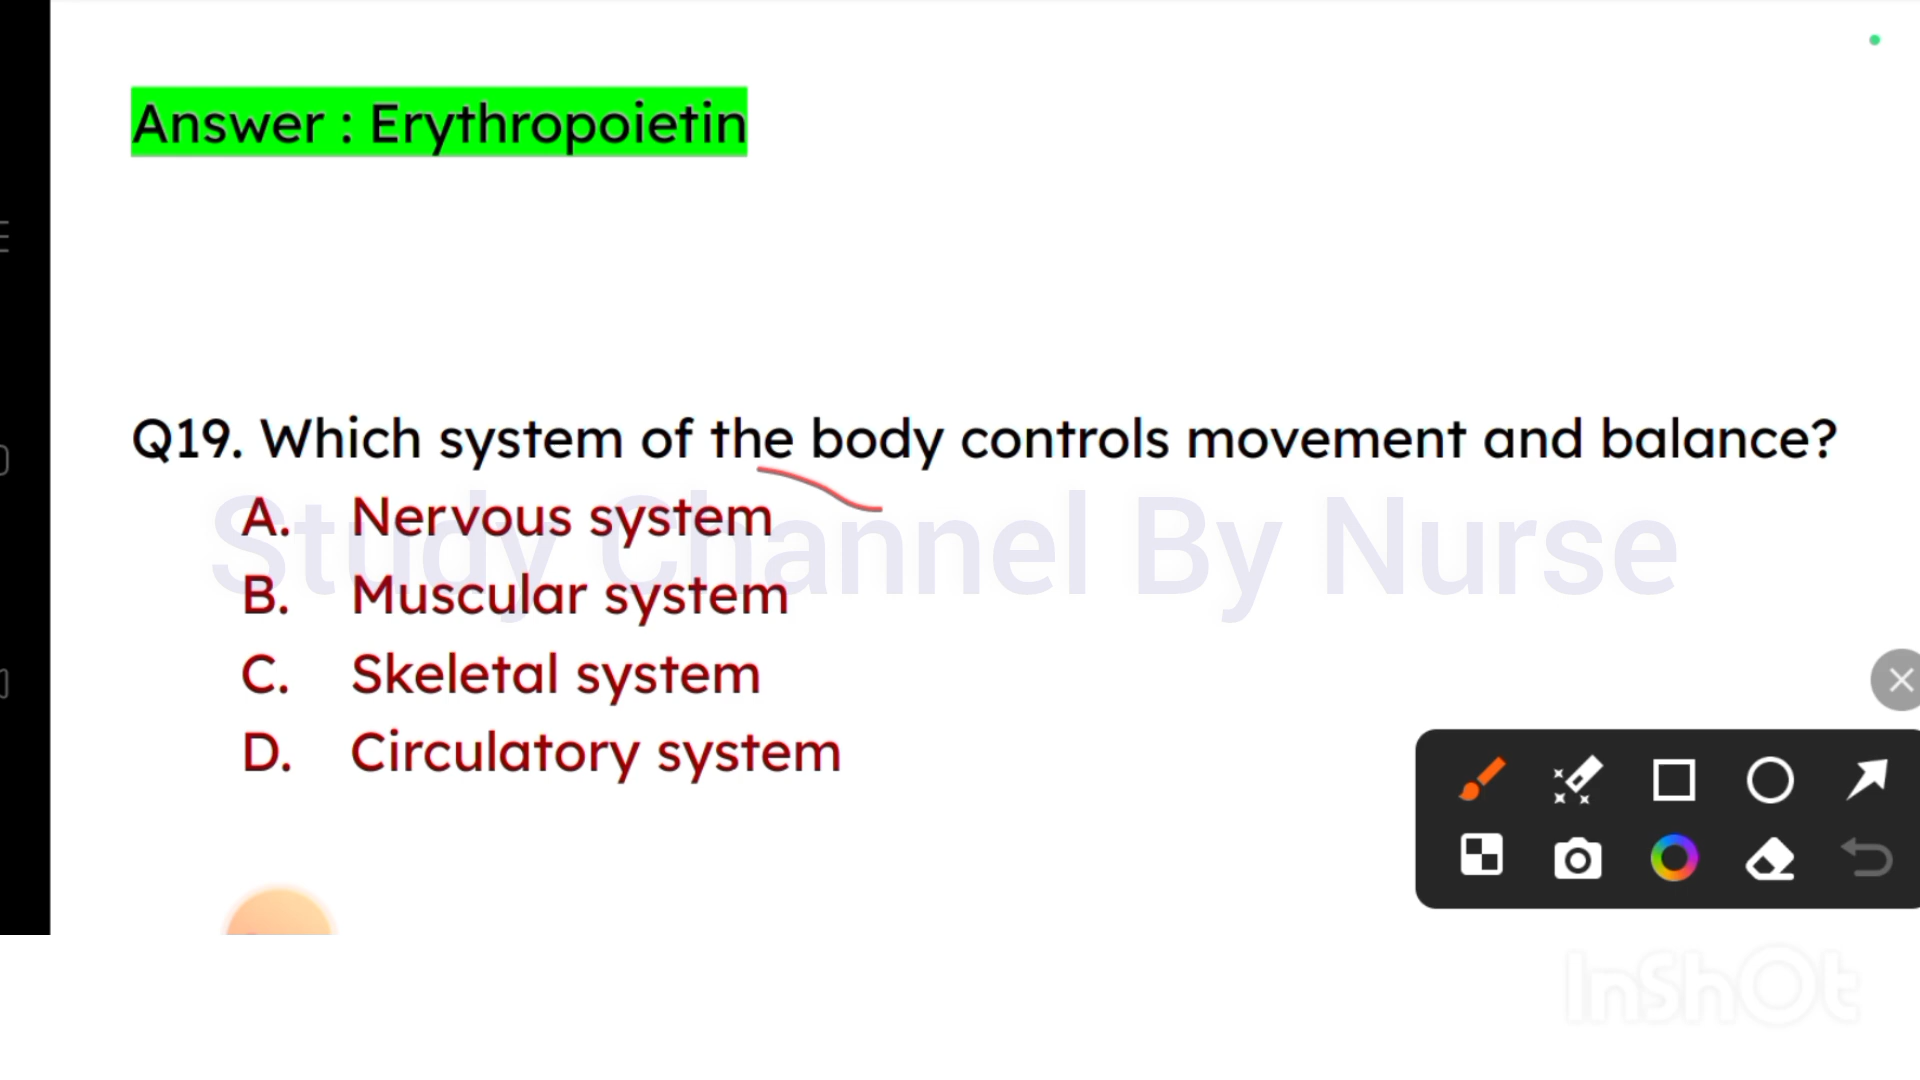 Answer : Erythropoietin
Q19. Which system of the body controls movement and balance?
Study Channel By Nurse
A. Nervous system
B. Muscular system
C. Skeletal system
D. Circulatory system
InShOt